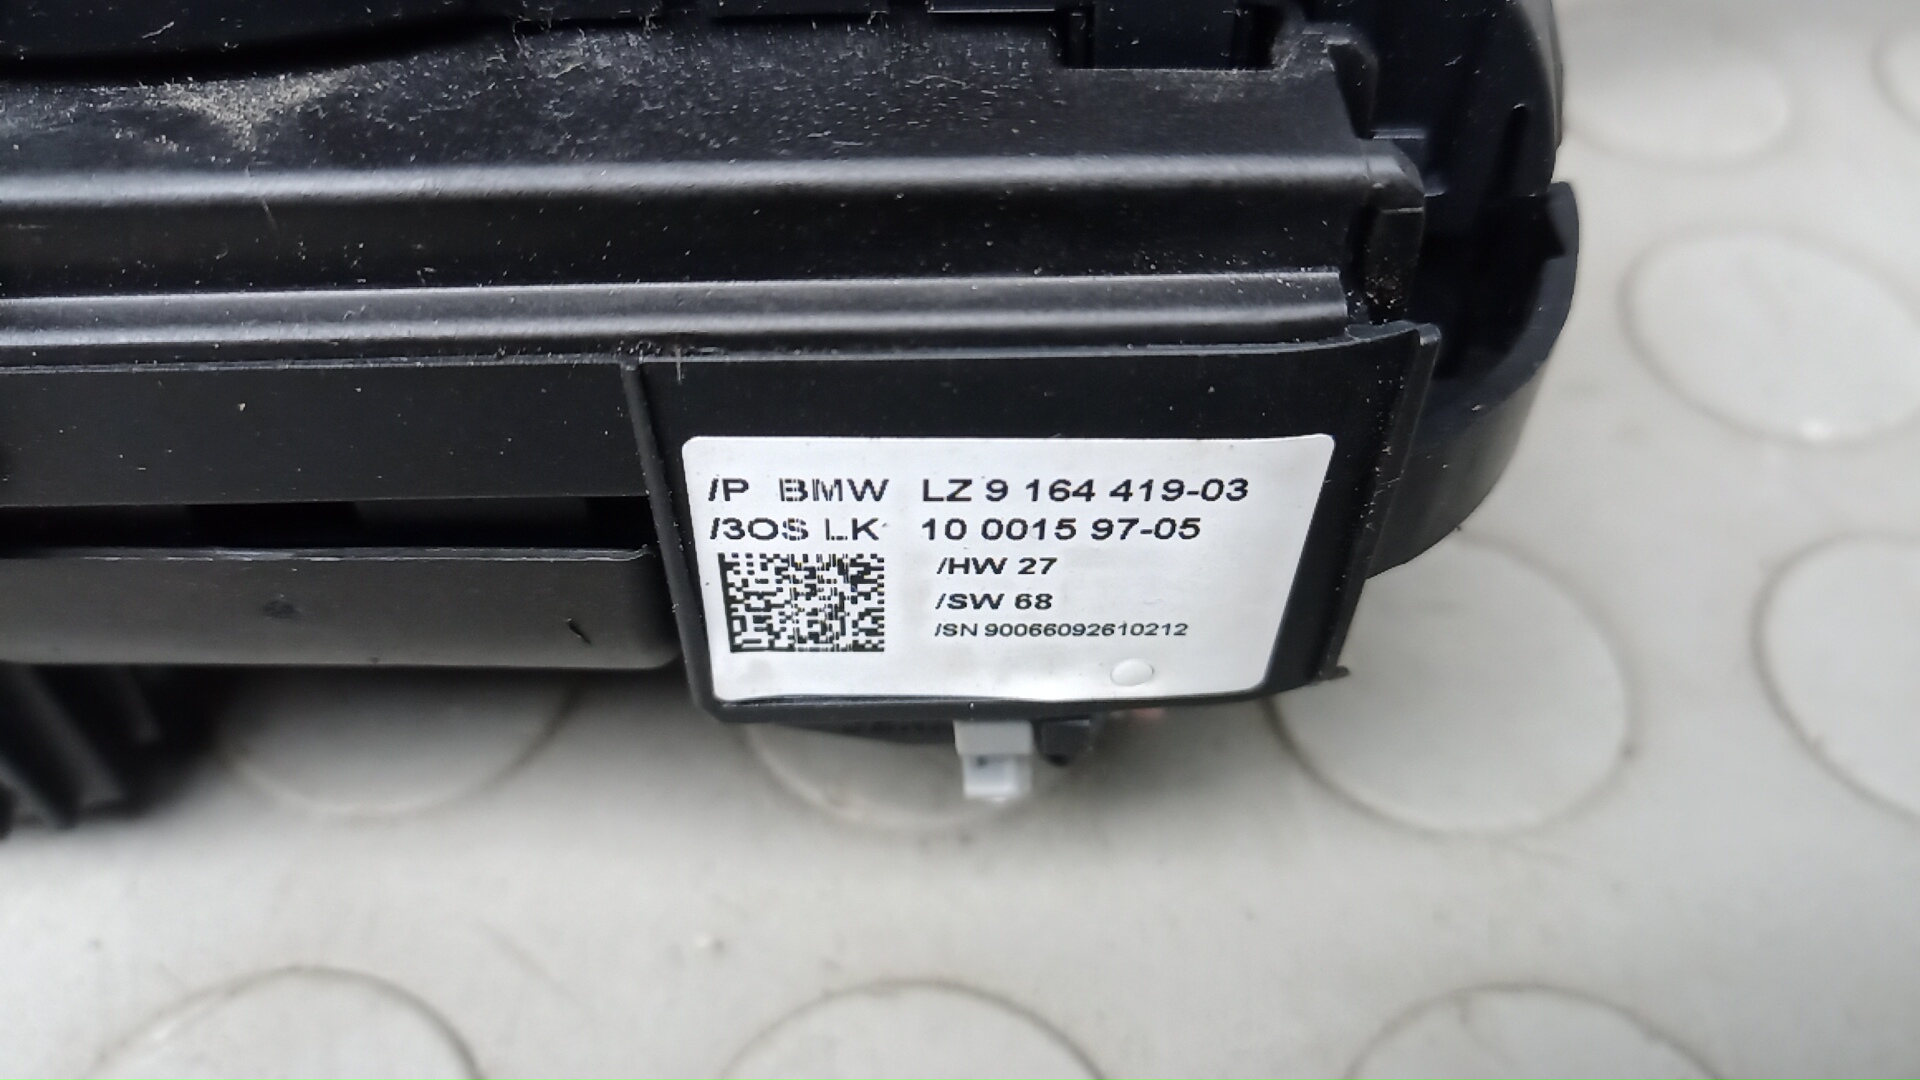 /P BMW LZ 9 164 419-03
/3OS LK 10 0015 97-05
/HW 27
/SW 68
/SN 90066092610212